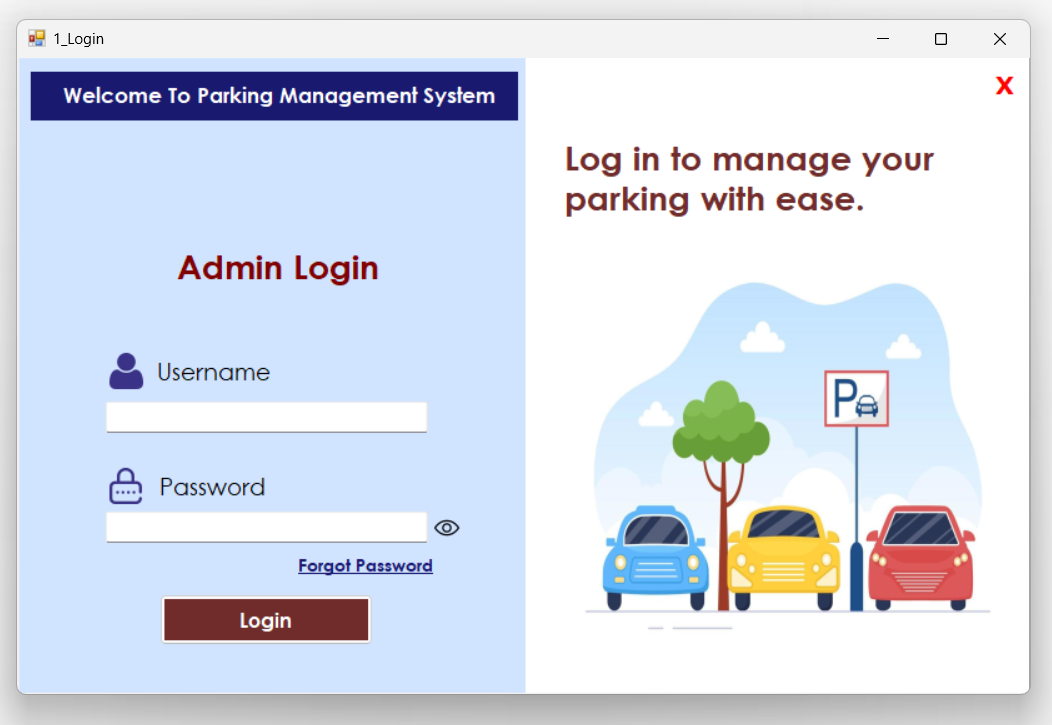 1_Login
X
Welcome To Parking Management System
Admin Login
Username
Password
Forgot Password
Login
Log in to manage your
parking with ease.
P